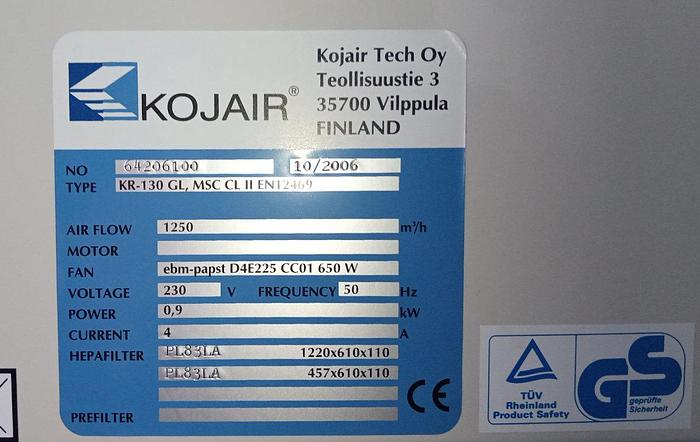 KOJAIR®
Kojair Tech Oy
Teollisuustie 3
35700 Vilppula
FINLAND
NO 64206100 10/2006
TYPE KR-130 GL, MSC CL II EN12469
AIR FLOW 1250 m³/h
MOTOR
FAN ebm-papst D4E225 CC01 650 W
VOLTAGE 230 V FREQUENCY 50 Hz
POWER 0,9 kW
CURRENT 4 A
HEPAFILTER PL83LA 1220x610x110
PL83LA 457x610x110
PREFILTER
CE
TÜV
Rheinland
Product Safety
GS
geprüfte
Sicherheit